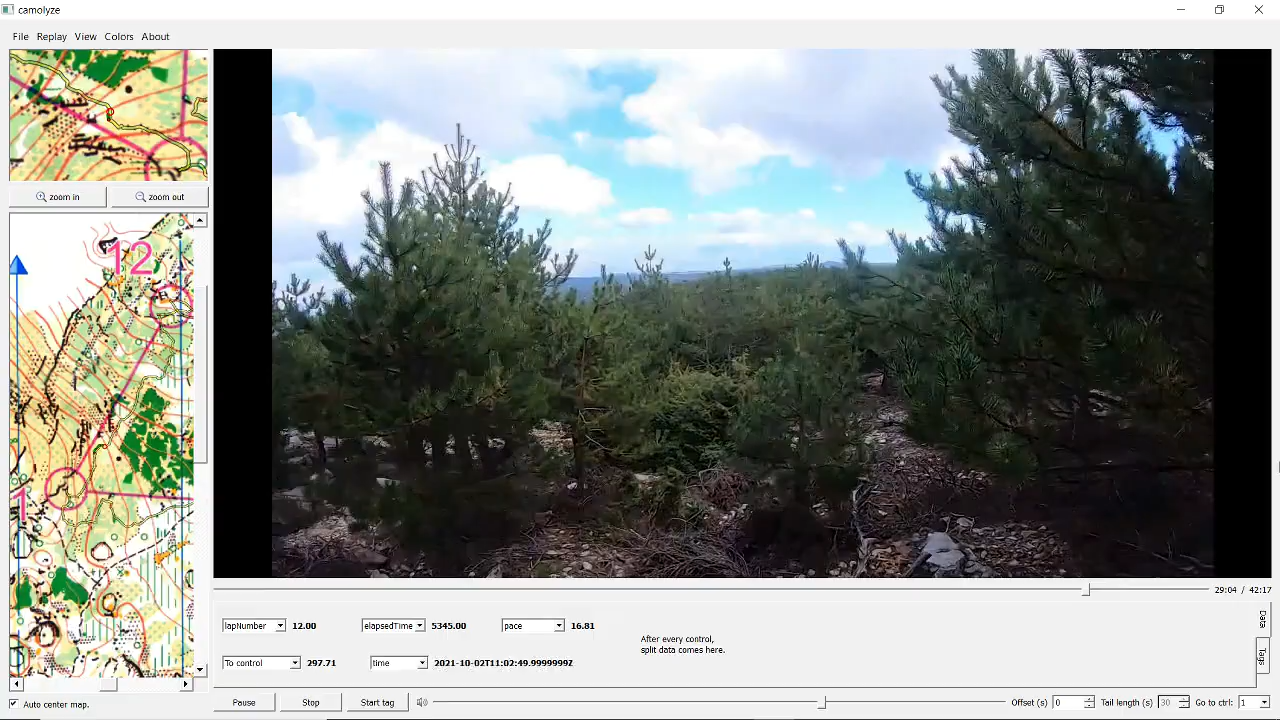 camolyze
File Replay View Colors About
zoom in zoom out
12
1
29:04 / 42:17
lapNumber 12.00 elapsedTime 5345.00 pace 16.81
After every control,
split data comes here.
To control 297.71 time 2021-10-02T11:02:49.9999999Z
Data
Tags
Auto center map.
Pause Stop Start tag Offset (s) 0 Tail length (s) 30 Go to ctrl: 1